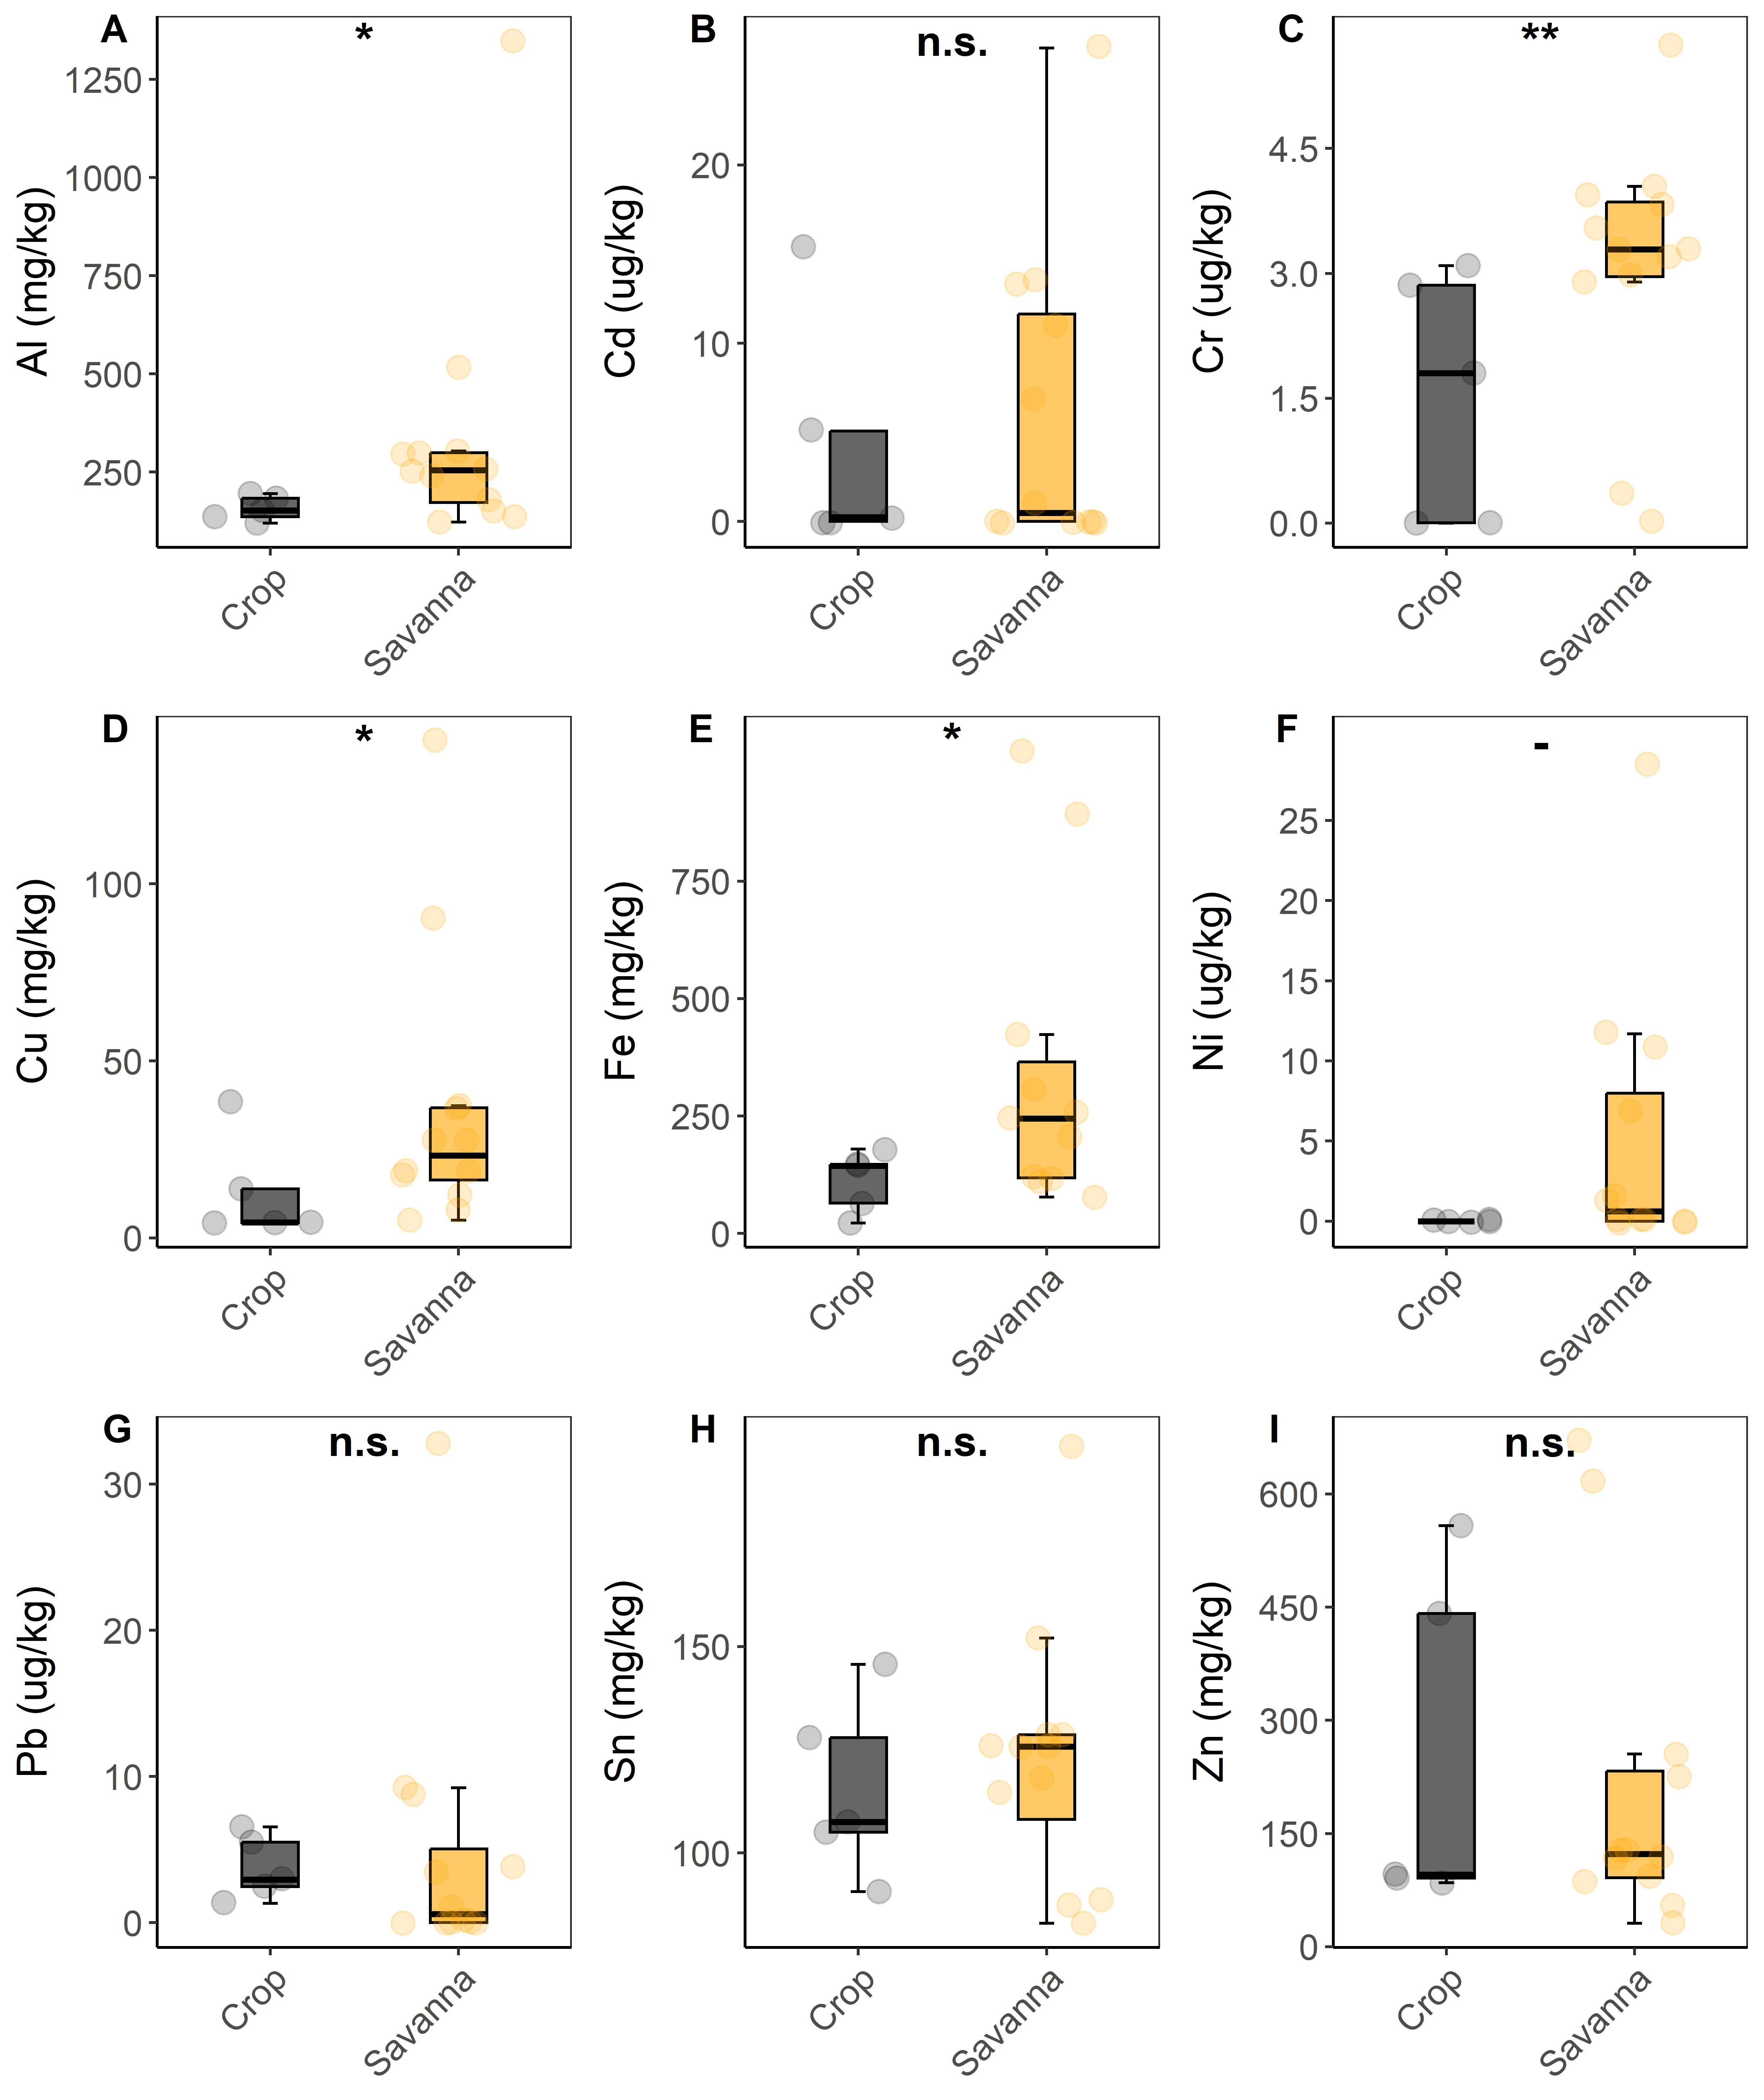 A
*
Al (mg/kg)
1250
1000
750
500
250
Crop
Savanna
B
n.s.
Cd (ug/kg)
20
10
0
Crop
Savanna
C
**
Cr (ug/kg)
4.5
3.0
1.5
0.0
Crop
Savanna
D
*
Cu (mg/kg)
100
50
0
Crop
Savanna
E
*
Fe (mg/kg)
750
500
250
0
Crop
Savanna
F
-
Ni (ug/kg)
25
20
15
10
5
0
Crop
Savanna
G
n.s.
Pb (ug/kg)
30
20
10
0
Crop
Savanna
H
n.s.
Sn (mg/kg)
150
100
Crop
Savanna
I
n.s.
Zn (mg/kg)
600
450
300
150
0
Crop
Savanna